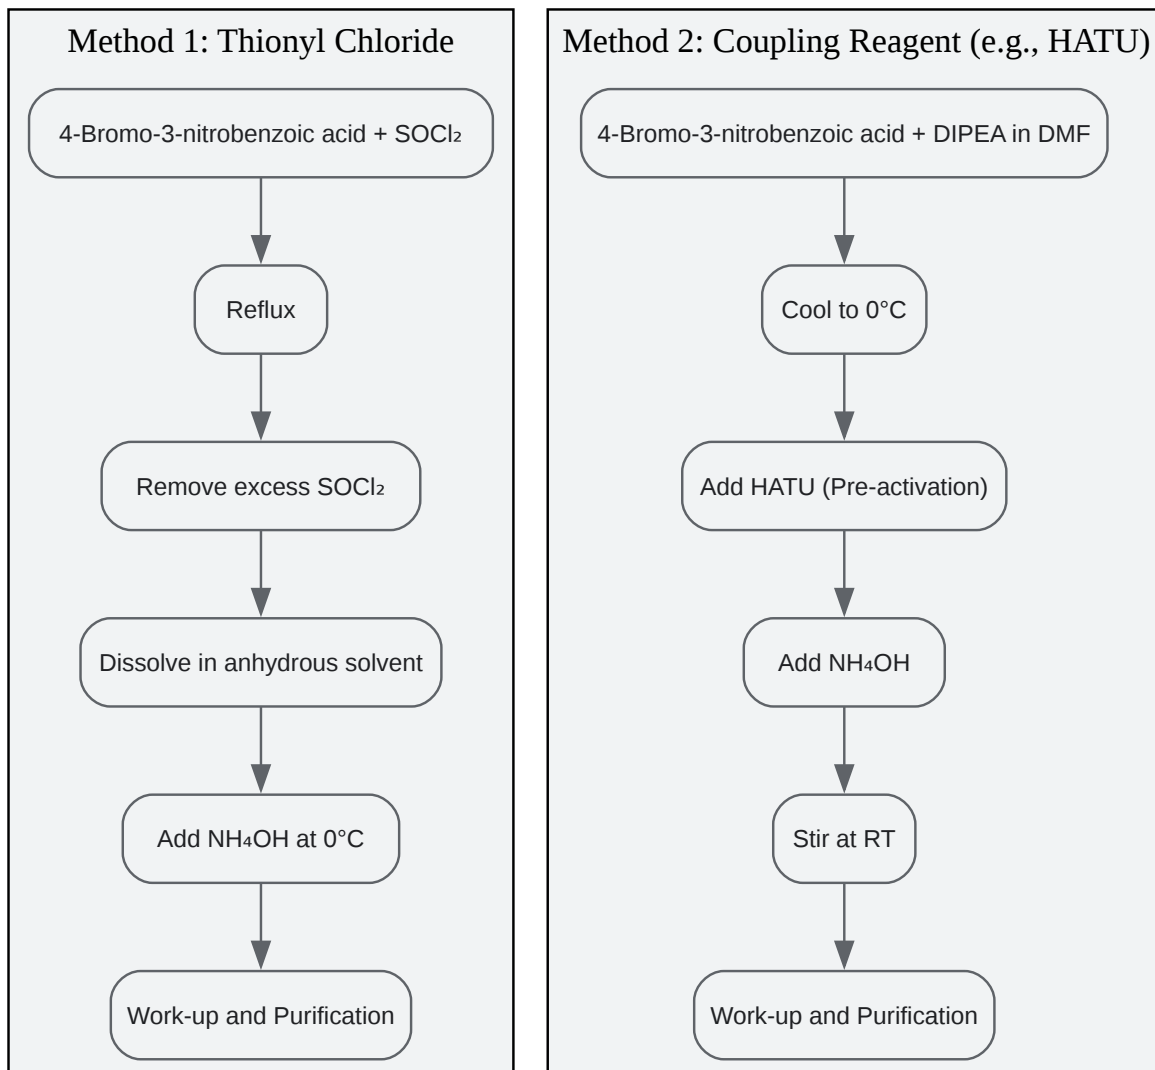 Method 1: Thionyl Chloride
4-Bromo-3-nitrobenzoic acid + SOCl₂
Reflux
Remove excess SOCl₂
Dissolve in anhydrous solvent
Add NH₄OH at 0°C
Work-up and Purification
Method 2: Coupling Reagent (e.g., HATU)
4-Bromo-3-nitrobenzoic acid + DIPEA in DMF
Cool to 0°C
Add HATU (Pre-activation)
Add NH₄OH
Stir at RT
Work-up and Purification